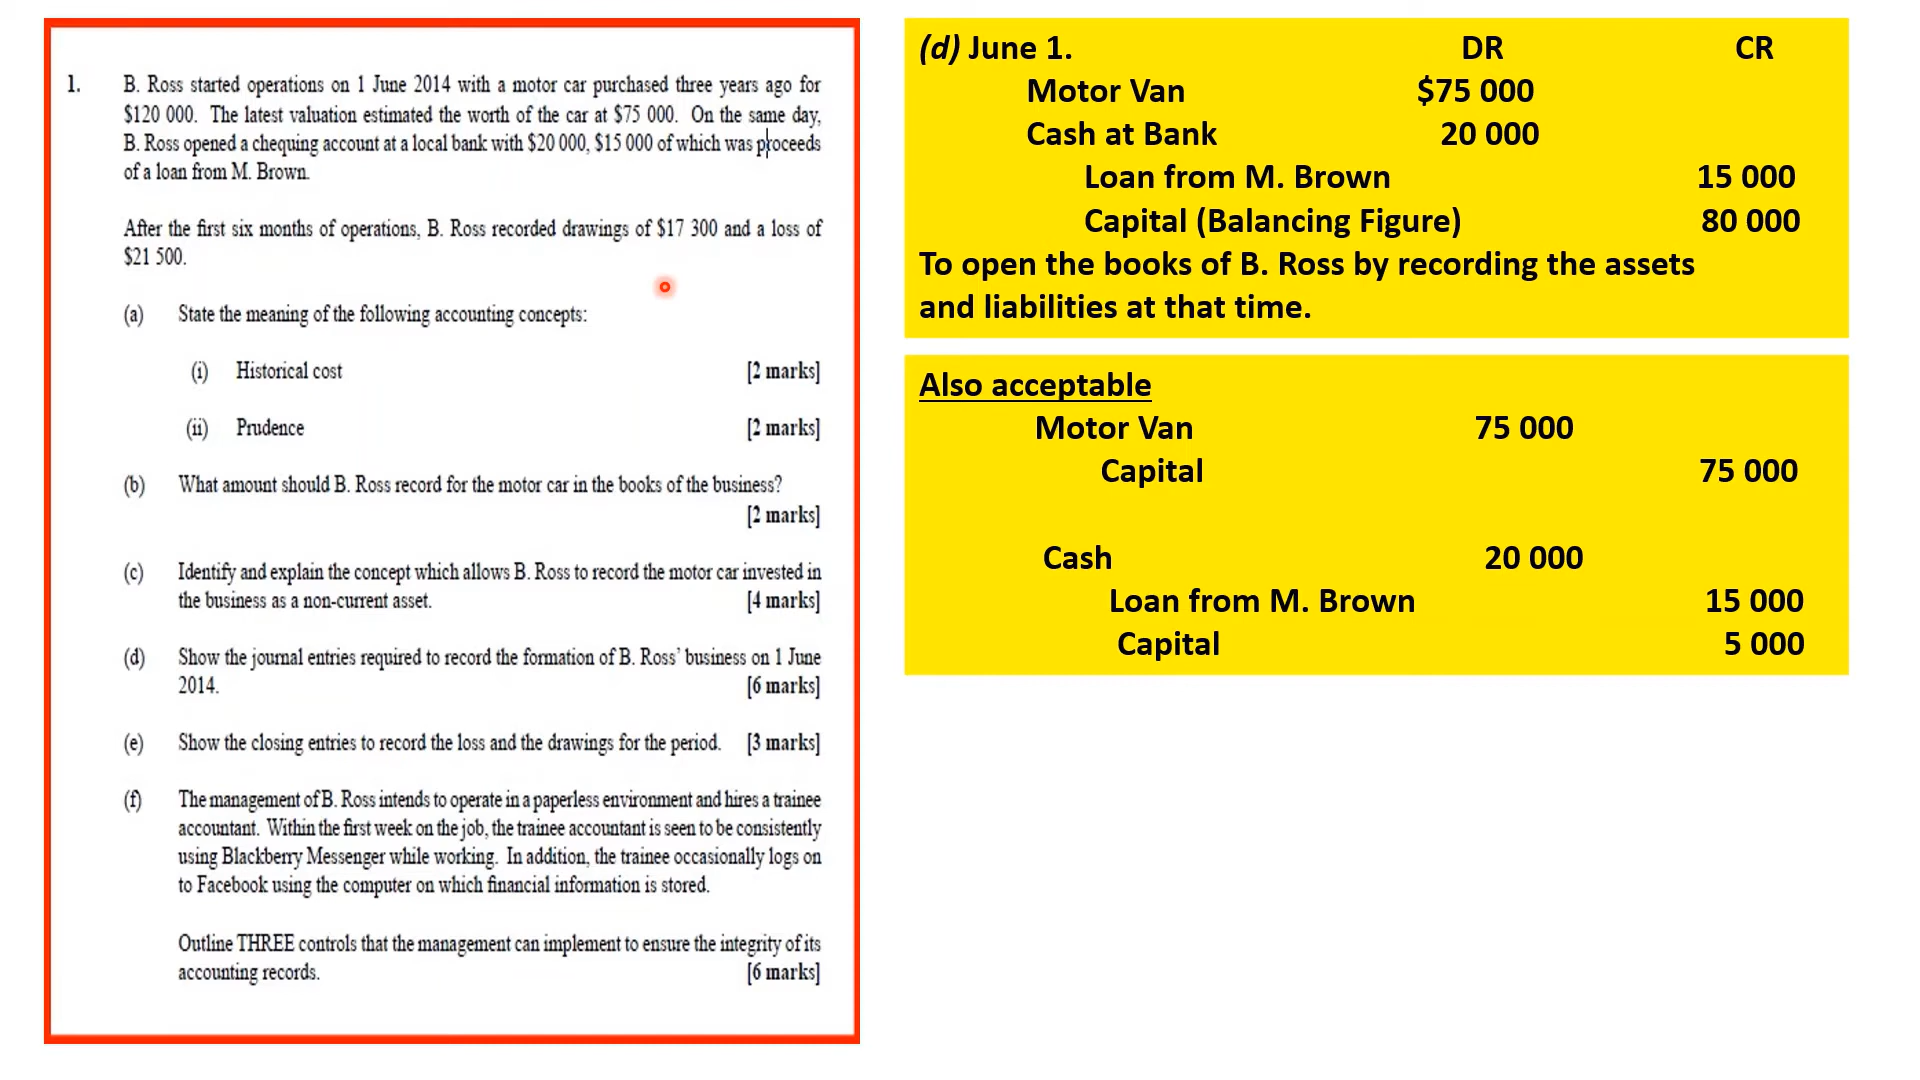 1. B. Ross started operations on 1 June 2014 with a motor car purchased three years ago for
$120 000. The latest valuation estimated the worth of the car at $75 000. On the same day,
B. Ross opened a chequing account at a local bank with $20 000, $15 000 of which was proceeds
of a loan from M. Brown.
After the first six months of operations, B. Ross recorded drawings of $17 300 and a loss of
$21 500.
(a) State the meaning of the following accounting concepts:
(i) Historical cost [2 marks]
(ii) Prudence [2 marks]
(b) What amount should B. Ross record for the motor car in the books of the business?
[2 marks]
(c) Identify and explain the concept which allows B. Ross to record the motor car invested in
the business as a non-current asset. [4 marks]
(d) Show the journal entries required to record the formation of B. Ross' business on 1 June
2014. [6 marks]
(e) Show the closing entries to record the loss and the drawings for the period. [3 marks]
(f) The management of B. Ross intends to operate in a paperless environment and hires a trainee
accountant. Within the first week on the job, the trainee accountant is seen to be consistently
using Blackberry Messenger while working. In addition, the trainee occasionally logs on
to Facebook using the computer on which financial information is stored.
Outline THREE controls that the management can implement to ensure the integrity of its
accounting records. [6 marks]
(d) June 1. DR CR
Motor Van $75 000
Cash at Bank 20 000
Loan from M. Brown 15 000
Capital (Balancing Figure) 80 000
To open the books of B. Ross by recording the assets
and liabilities at that time.
Also acceptable
Motor Van 75 000
Capital 75 000
Cash 20 000
Loan from M. Brown 15 000
Capital 5 000